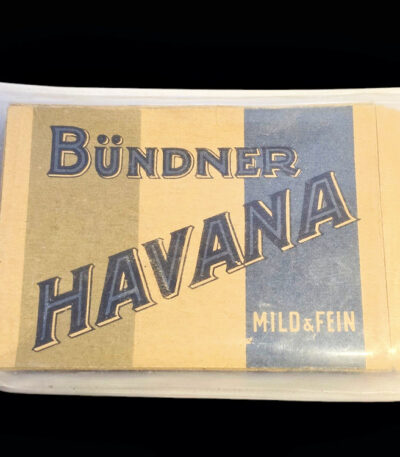 BÜNDNER
HAVANA
MILD & FEIN